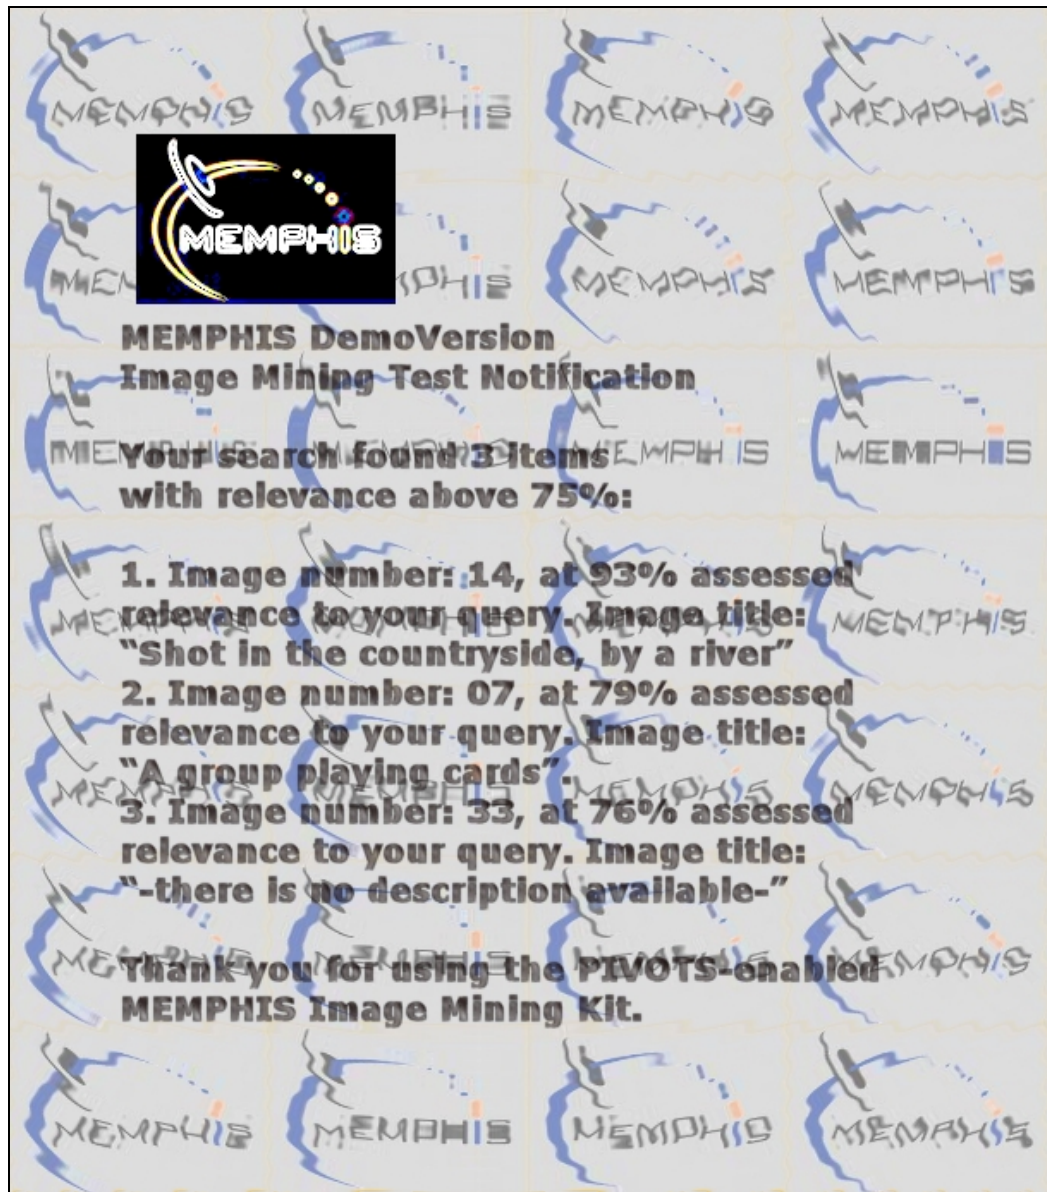 MEMPHIS
MEMPHIS DemoVersion
Image Mining Test Notification
Your search found 3 items
with relevance above 75%:
1. Image number: 14, at 93% assessed
relevance to your query. Image title:
“Shot in the countryside, by a river”
2. Image number: 07, at 79% assessed
relevance to your query. Image title:
“A group playing cards”.
3. Image number: 33, at 76% assessed
relevance to your query. Image title:
“-there is no description available-”
Thank you for using the PIVOTS-enabled
MEMPHIS Image Mining Kit.